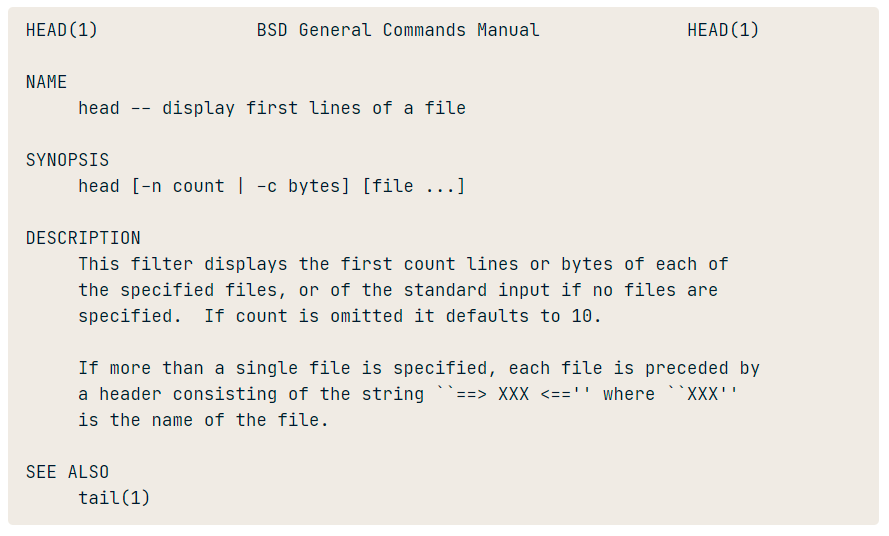 HEAD(1)               BSD General Commands Manual              HEAD(1)

NAME
     head -- display first lines of a file

SYNOPSIS
     head [-n count | -c bytes] [file ...]

DESCRIPTION
     This filter displays the first count lines or bytes of each of
     the specified files, or of the standard input if no files are
     specified.  If count is omitted it defaults to 10.

     If more than a single file is specified, each file is preceded by
     a header consisting of the string ``==> XXX <=='' where ``XXX''
     is the name of the file.

SEE ALSO
     tail(1)